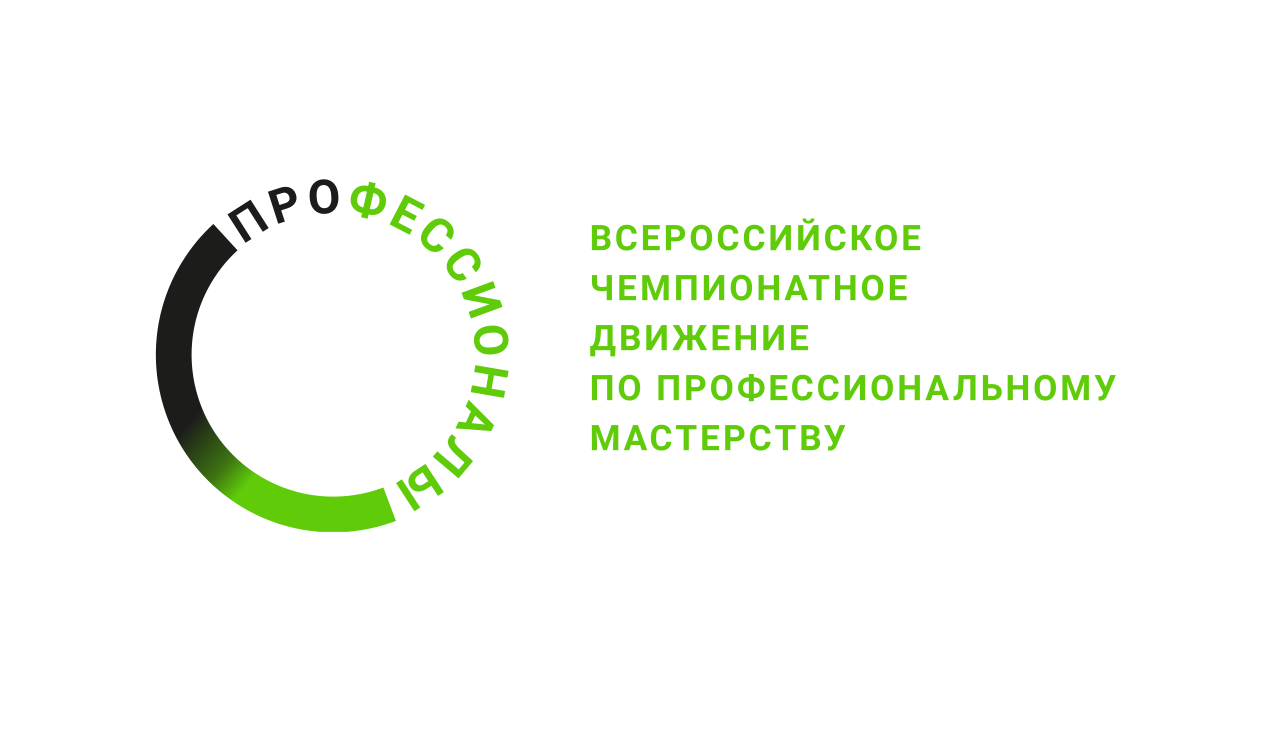 ПРОФЕССИОНАЛЫ
ВСЕРОССИЙСКОЕ
ЧЕМПИОНАТНОЕ
ДВИЖЕНИЕ
ПО ПРОФЕССИОНАЛЬНОМУ
МАСТЕРСТВУ